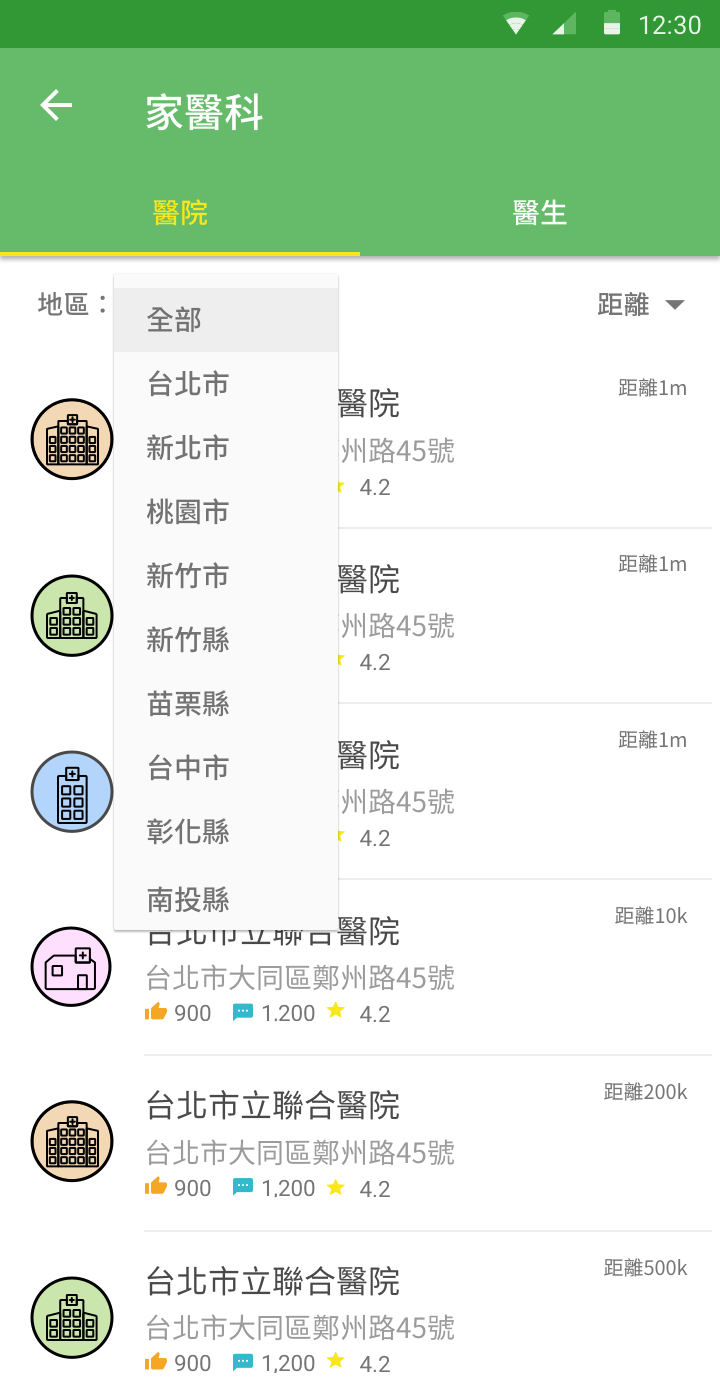 12:30
家醫科
醫院 醫生
地區： 距離
全部
台北市
新北市
桃園市
新竹市
新竹縣
苗栗縣
台中市
彰化縣
南投縣
醫院 距離1m
州路45號
4.2
醫院 距離1m
州路45號
4.2
醫院 距離1m
州路45號
4.2
台北市立聯合醫院 距離10k
台北市大同區鄭州路45號
900 1,200 4.2
台北市立聯合醫院 距離200k
台北市大同區鄭州路45號
900 1,200 4.2
台北市立聯合醫院 距離500k
台北市大同區鄭州路45號
900 1,200 4.2